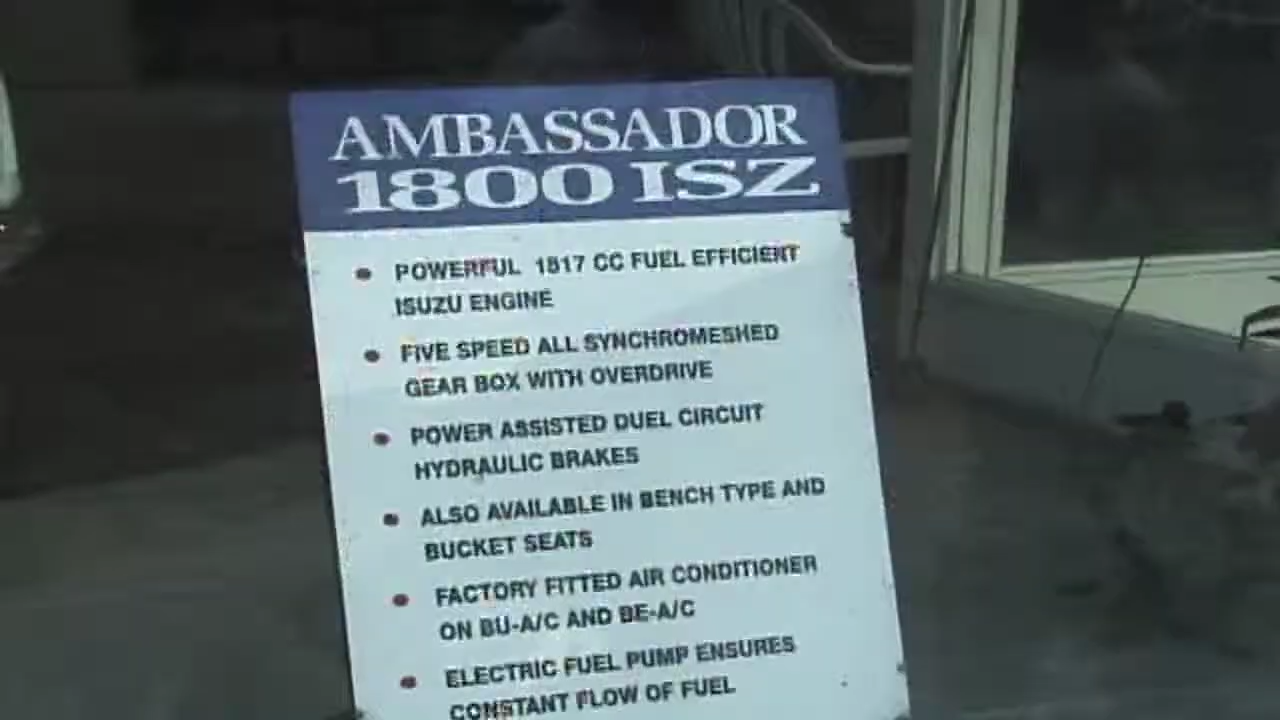 AMBASSADOR
1800 ISZ
• POWERFUL 1817 CC FUEL EFFICIENT
ISUZU ENGINE
• FIVE SPEED ALL SYNCHROMESHED
GEAR BOX WITH OVERDRIVE
• POWER ASSISTED DUEL CIRCUIT
HYDRAULIC BRAKES
• ALSO AVAILABLE IN BENCH TYPE AND
BUCKET SEATS
• FACTORY FITTED AIR CONDITIONER
ON BU-A/C AND BE-A/C
• ELECTRIC FUEL PUMP ENSURES
CONSTANT FLOW OF FUEL